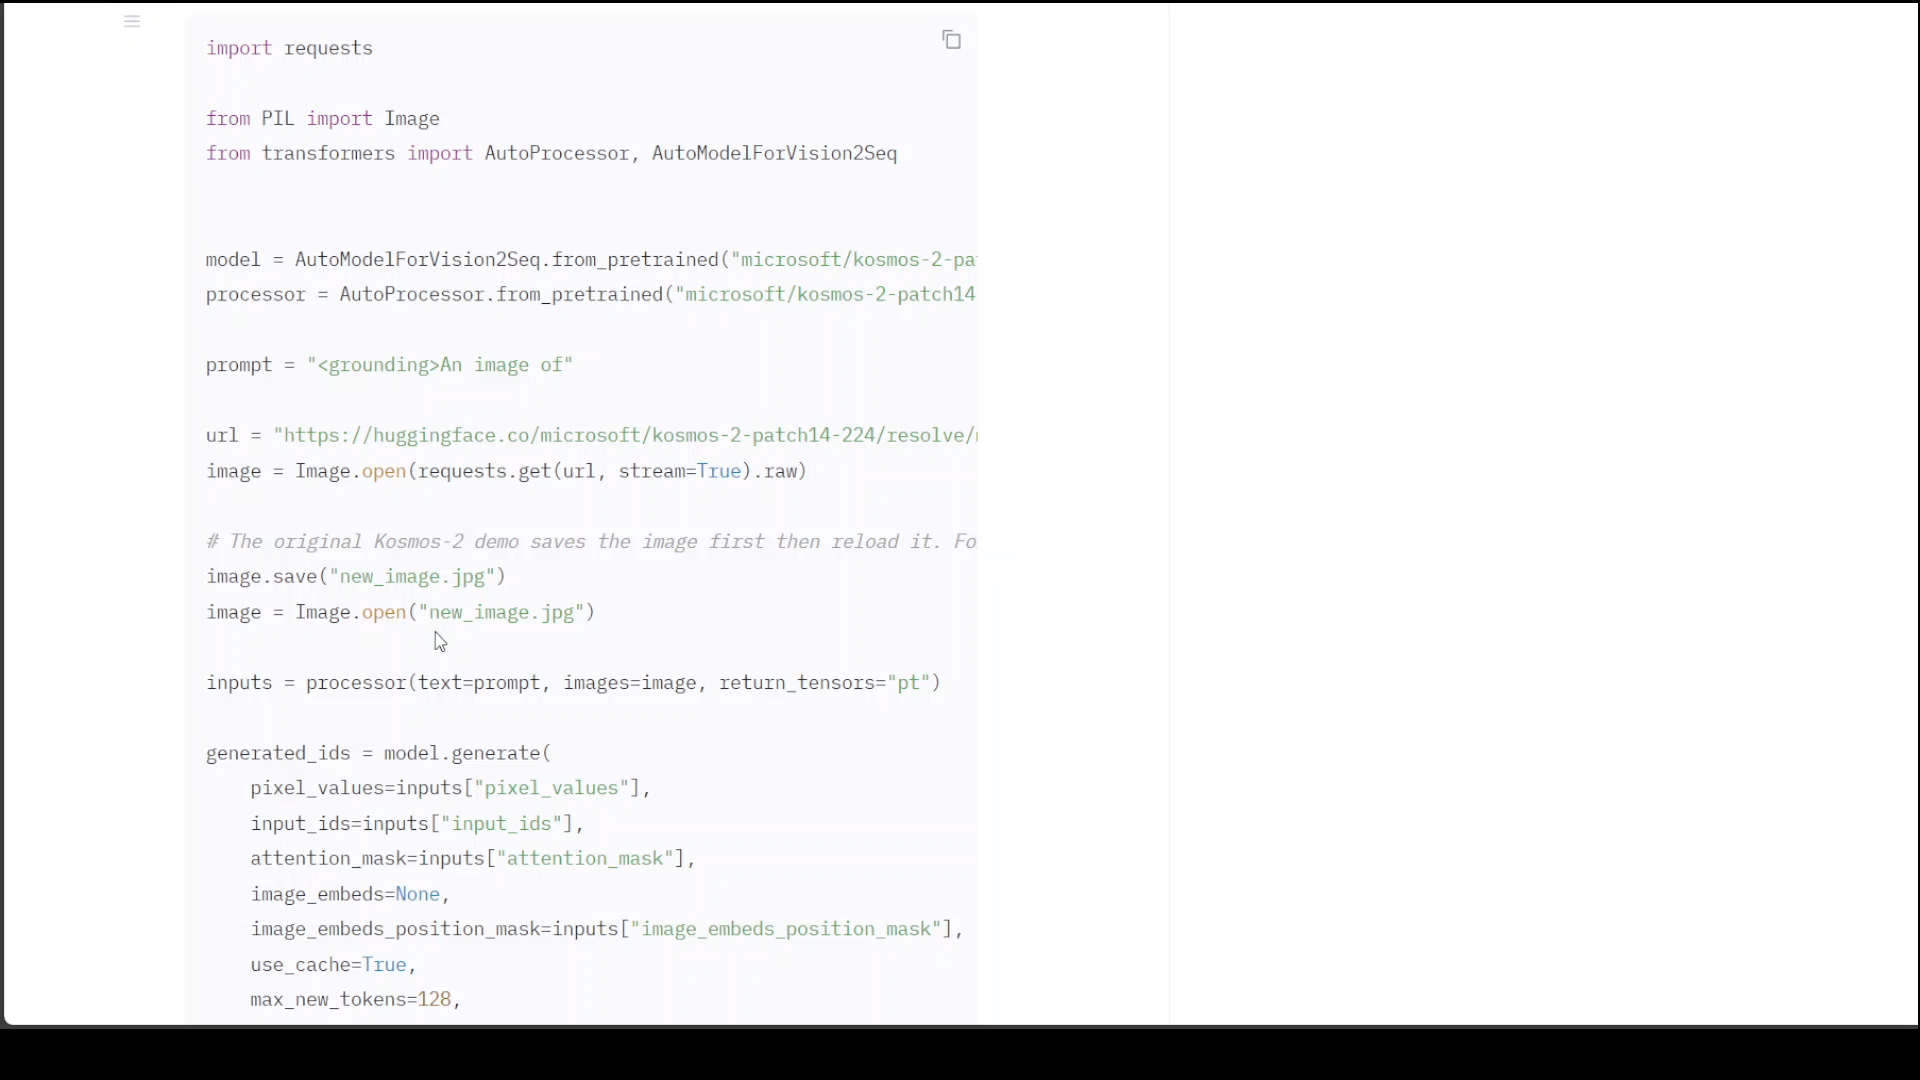 import requests
from PIL import Image
from transformers import AutoProcessor, AutoModelForVision2Seq
model = AutoModelForVision2Seq.from_pretrained("microsoft/kosmos-2-pa
processor = AutoProcessor.from_pretrained("microsoft/kosmos-2-patch14
prompt = "<grounding>An image of"
url = "https://huggingface.co/microsoft/kosmos-2-patch14-224/resolve/
image = Image.open(requests.get(url, stream=True).raw)
# The original Kosmos-2 demo saves the image first then reload it. Fo
image.save("new_image.jpg")
image = Image.open("new_image.jpg")
inputs = processor(text=prompt, images=image, return_tensors="pt")
generated_ids = model.generate(
    pixel_values=inputs["pixel_values"],
    input_ids=inputs["input_ids"],
    attention_mask=inputs["attention_mask"],
    image_embeds=None,
    image_embeds_position_mask=inputs["image_embeds_position_mask"],
    use_cache=True,
    max_new_tokens=128,